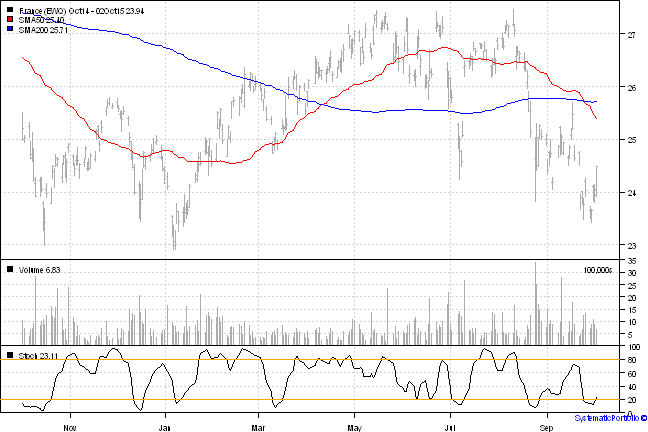 France (EWQ) Oct14 - 02Oct15 23.94
SMA50 25.40
SMA200 25.71
27
26
25
24
23
Volume 6.83
100,000s
35
30
25
20
15
10
5
Stoch 23.11
100
80
60
40
20
0
Nov Jan Mar May Jul Sep
SystematicPortfolio ©